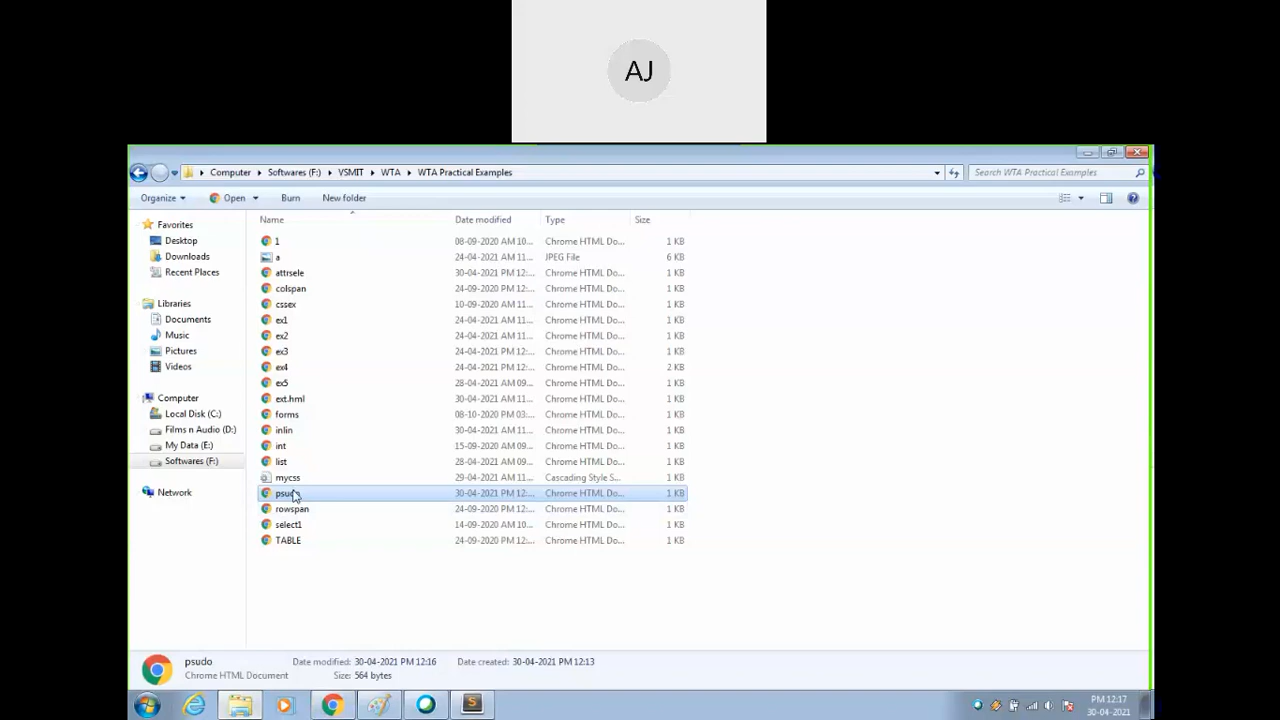 AJ
Computer Softwares (F:) VSMIT WTA WTA Practical Examples Search WTA Practical Examples
Organize Open Burn New folder
Name Date modified Type Size
Favorites
Desktop
Downloads
Recent Places
Libraries
Documents
Music
Pictures
Videos
Computer
Local Disk (C:)
Films n Audio (D:)
My Data (E:)
Softwares (F:)
Network
1 08-09-2020 AM 10... Chrome HTML Do... 1 KB
a 24-04-2021 AM 11... JPEG File 6 KB
attrsele 30-04-2021 PM 12:... Chrome HTML Do... 1 KB
colspan 24-09-2020 PM 12:... Chrome HTML Do... 1 KB
cssex 10-09-2020 AM 11... Chrome HTML Do... 1 KB
ex1 24-04-2021 AM 11... Chrome HTML Do... 1 KB
ex2 24-04-2021 AM 11... Chrome HTML Do... 1 KB
ex3 24-04-2021 PM 12:... Chrome HTML Do... 1 KB
ex4 24-04-2021 PM 12:... Chrome HTML Do... 2 KB
ex5 28-04-2021 AM 09... Chrome HTML Do... 1 KB
ext.hml 30-04-2021 AM 11... Chrome HTML Do... 1 KB
forms 08-10-2020 PM 03:... Chrome HTML Do... 1 KB
inlin 30-04-2021 AM 11... Chrome HTML Do... 1 KB
int 15-09-2020 AM 09... Chrome HTML Do... 1 KB
list 28-04-2021 AM 09... Chrome HTML Do... 1 KB
mycss 29-04-2021 AM 11... Cascading Style S... 1 KB
psudo 30-04-2021 PM 12:... Chrome HTML Do... 1 KB
rowspan 24-09-2020 PM 12:... Chrome HTML Do... 1 KB
select1 14-09-2020 AM 10... Chrome HTML Do... 1 KB
TABLE 24-09-2020 PM 12:... Chrome HTML Do... 1 KB
psudo Date modified: 30-04-2021 PM 12:16 Date created: 30-04-2021 PM 12:13
Chrome HTML Document Size: 564 bytes
PM 12:17
30-04-2021